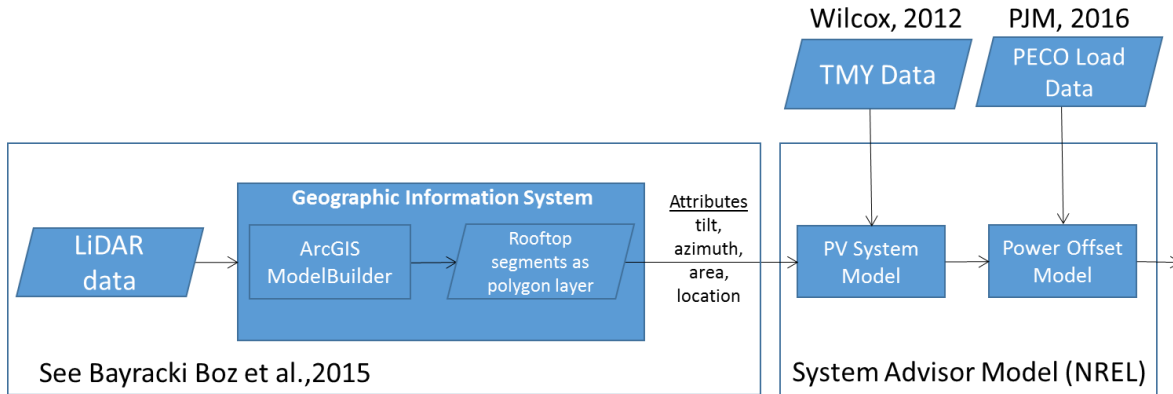 Wilcox, 2012
PJM, 2016
TMY Data
PECO Load
Data
Geographic Information System
LiDAR
data
ArcGIS
ModelBuilder
Rooftop
segments as
polygon layer
Attributes
tilt,
azimuth,
area,
location
PV System
Model
Power Offset
Model
See Bayracki Boz et al.,2015
System Advisor Model (NREL)